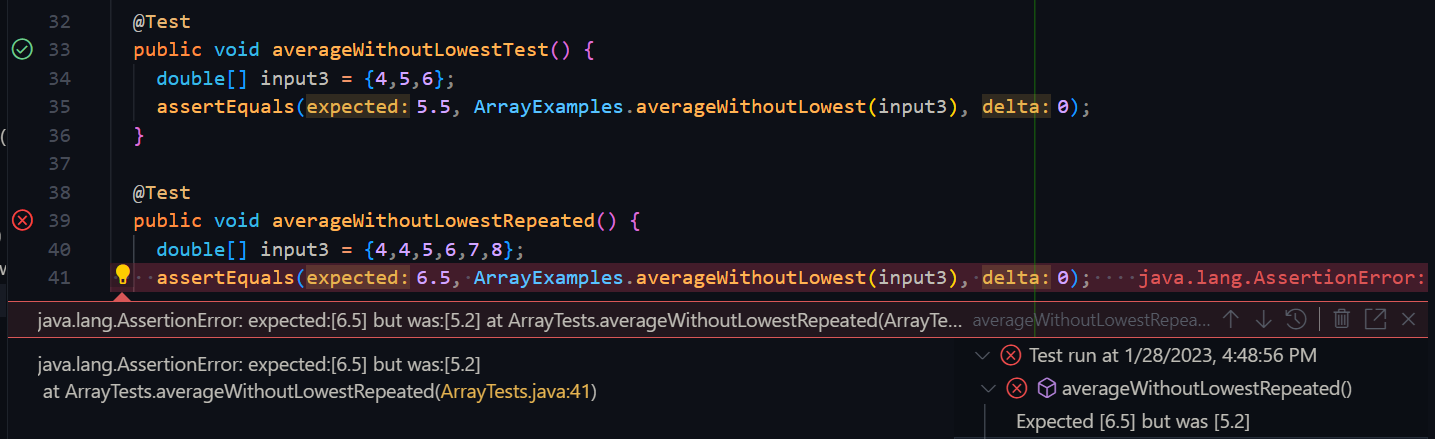 32 @Test
33 public void averageWithoutLowestTest() {
34 double[] input3 = {4,5,6};
35 assertEquals(expected: 5.5, ArrayExamples.averageWithoutLowest(input3), delta: 0);
36 }
37
38 @Test
39 public void averageWithoutLowestRepeated() {
40 double[] input3 = {4,4,5,6,7,8};
41 assertEquals(expected: 6.5, ArrayExamples.averageWithoutLowest(input3), delta: 0); java.lang.AssertionError:
java.lang.AssertionError: expected:[6.5] but was:[5.2] at ArrayTests.averageWithoutLowestRepeated(ArrayTe... averageWithoutLowestRepea...
java.lang.AssertionError: expected:[6.5] but was:[5.2]
at ArrayTests.averageWithoutLowestRepeated(ArrayTests.java:41)
Test run at 1/28/2023, 4:48:56 PM
averageWithoutLowestRepeated()
Expected [6.5] but was [5.2]